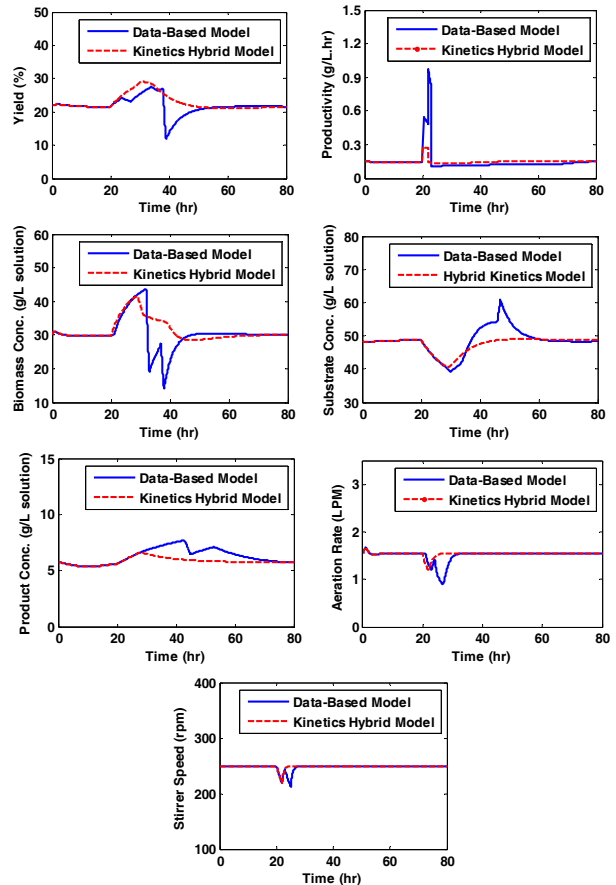 Yield (%)
50
40
30
20
10
0
0 20 40 60 80
Time (hr)
Data-Based Model
Kinetics Hybrid Model
Productivity (g/L.hr)
1.5
1.2
0.9
0.6
0.3
0
0 20 40 60 80
Time (hr)
Data-Based Model
Kinetics Hybrid Model
Biomass Conc. (g/L solution)
60
50
40
30
20
10
0 20 40 60 80
Time (hr)
Data-Based Model
Kinetics Hybrid Model
Substrate Conc. (g/L solution)
80
70
60
50
40
30
0 20 40 60 80
Time (hr)
Data-Based Model
Hybrid Kinetics Model
Product Conc. (g/L solution)
15
10
5
0
0 20 40 60 80
Time (hr)
Data-Based Model
Kinetics Hybrid Model
Aeration Rate (LPM)
3
2
1
0
0 20 40 60 80
Time (hr)
Data-Based Model
Kinetics Hybrid Model
Stirrer Speed (rpm)
400
300
200
100
0 20 40 60 80
Time (hr)
Data-Based Model
Kinetics Hybrid Model